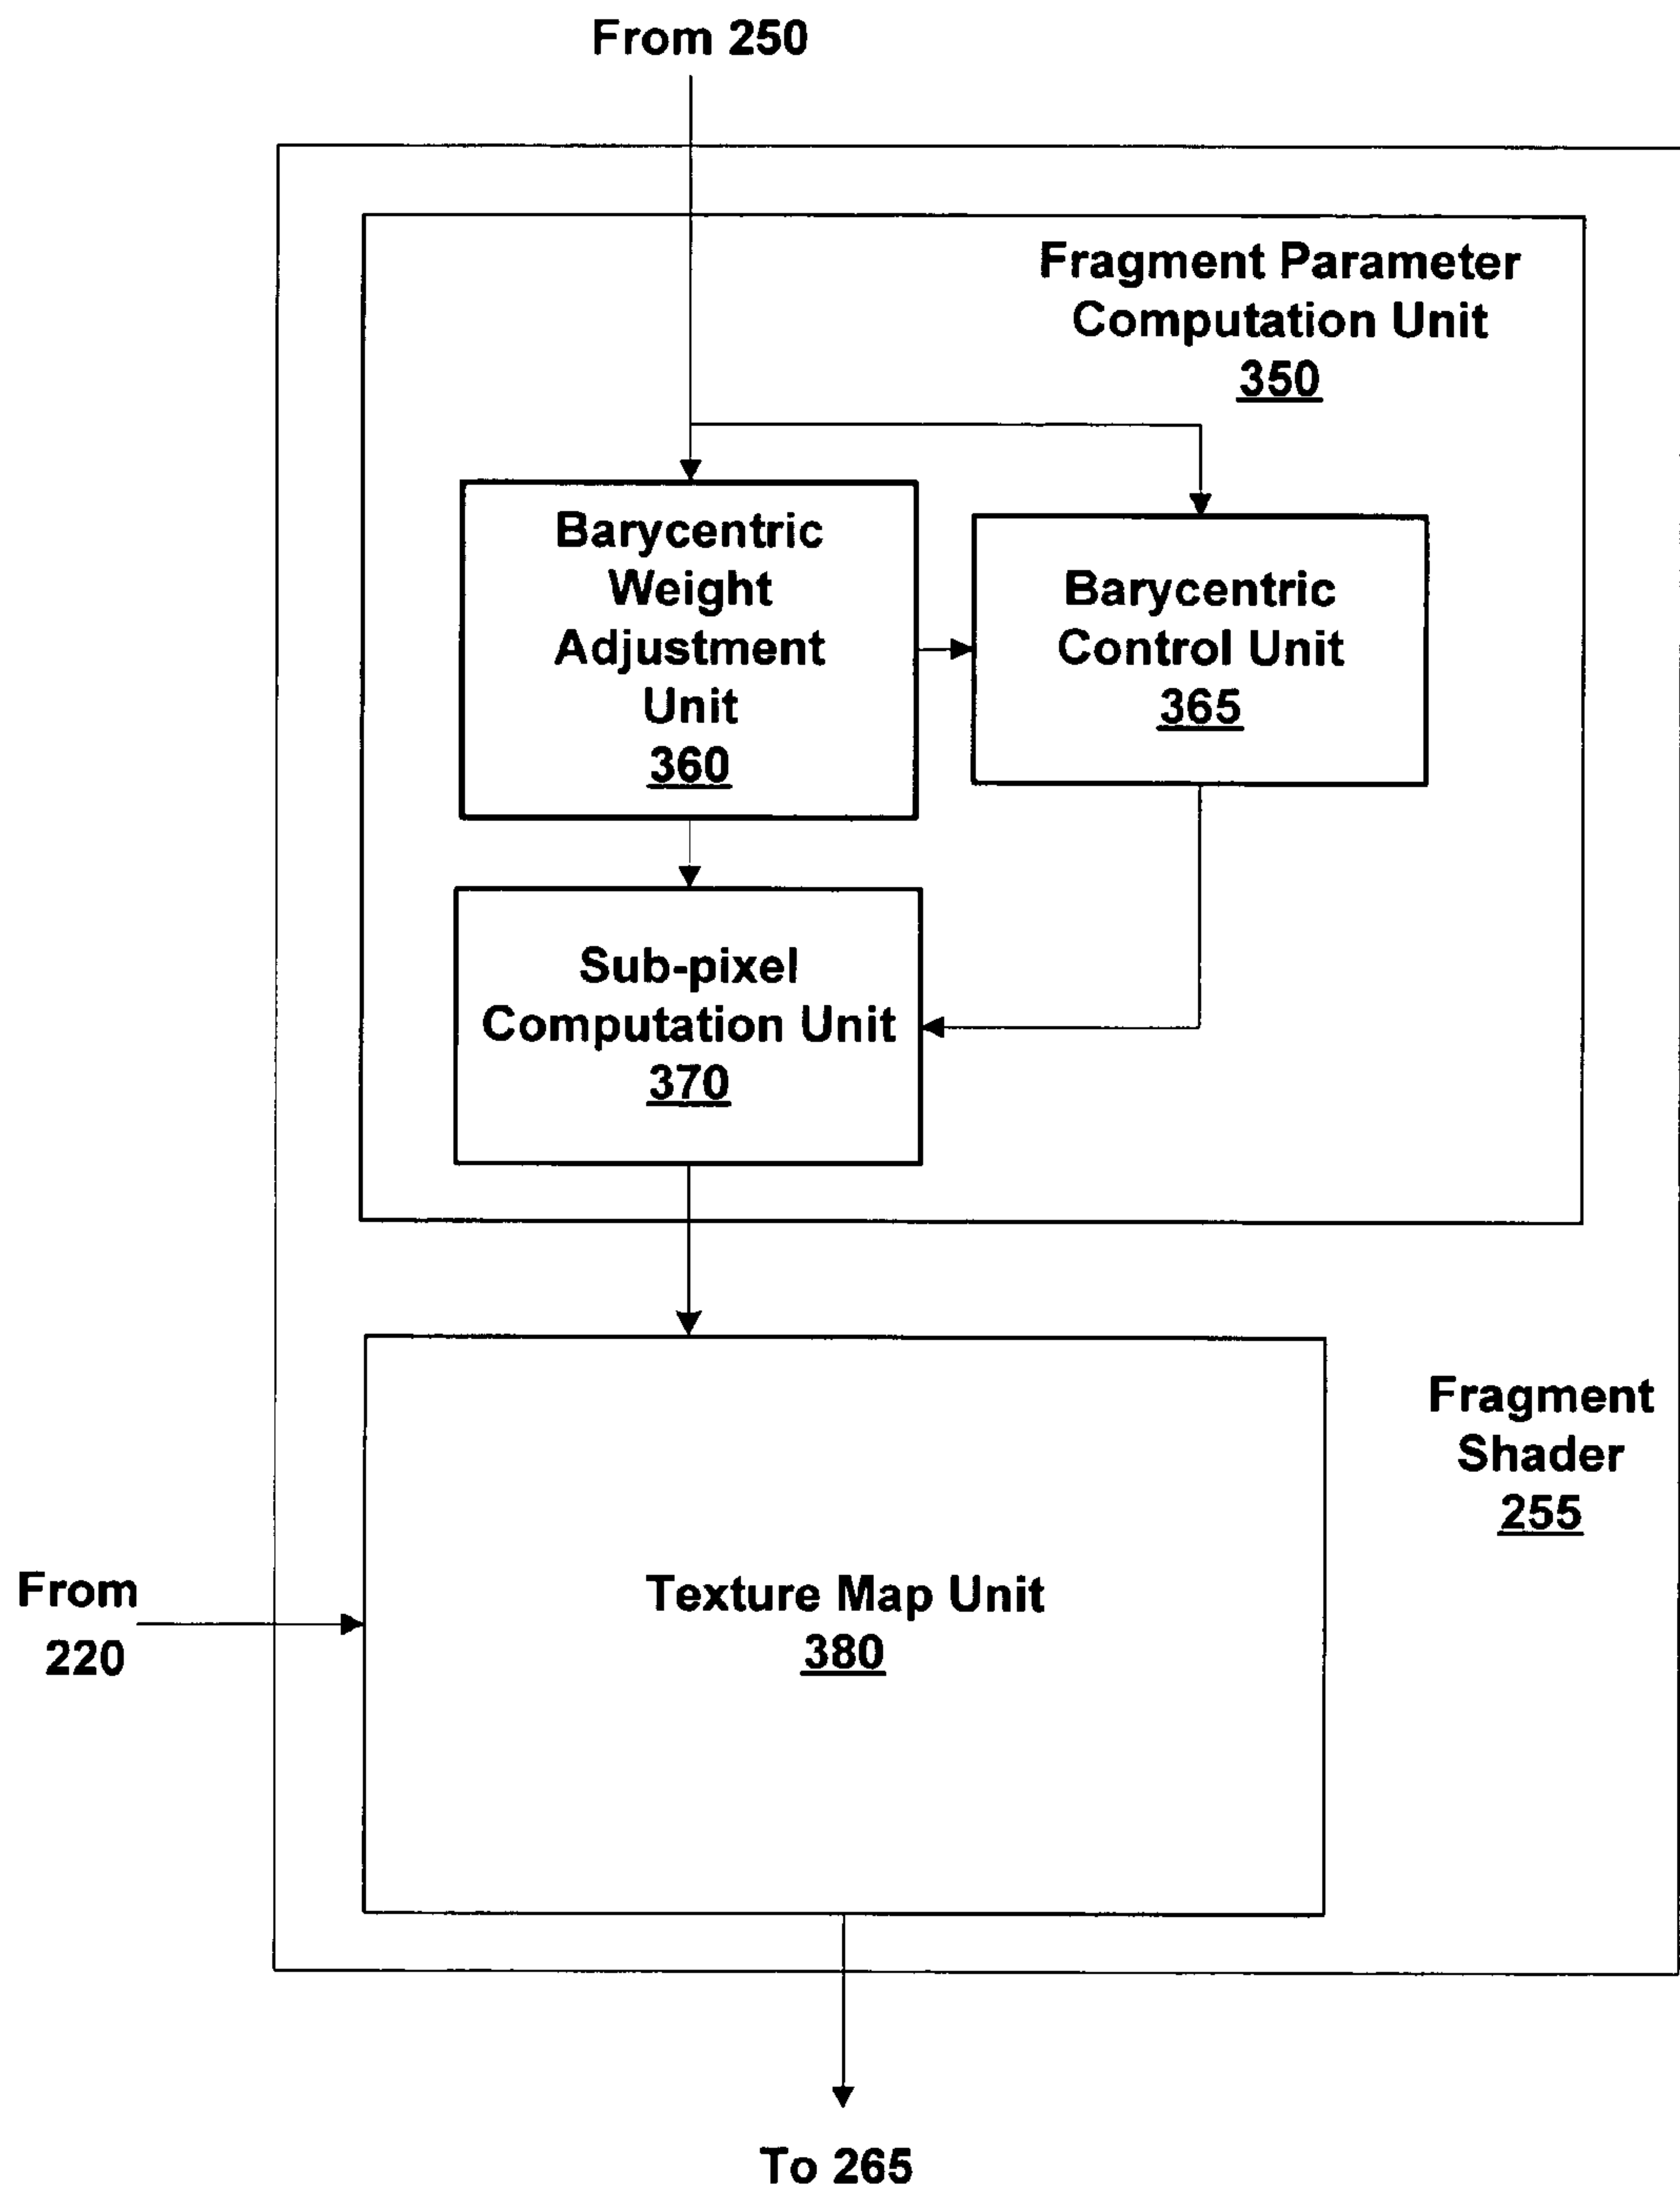 From 250
Fragment Parameter
Computation Unit
350
Barycentric
Weight
Adjustment
Unit
360
Barycentric
Control Unit
365
Sub-pixel
Computation Unit
370
Fragment
Shader
255
From
220
Texture Map Unit
380
To 265